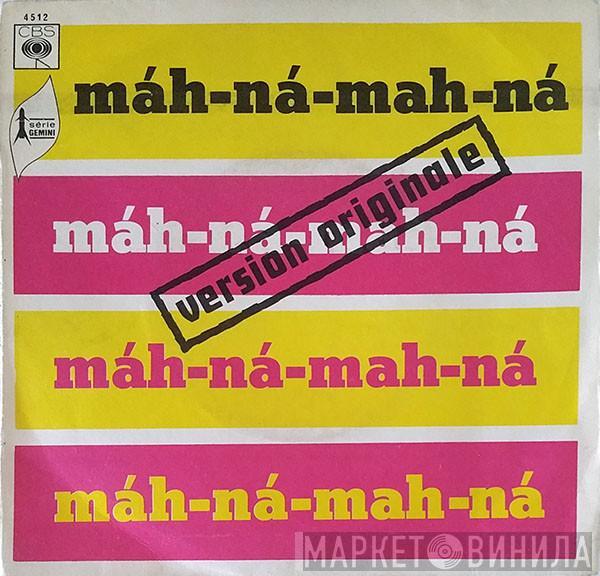 4512
CBS
série
GEMINI
máh-ná-mah-ná
máh-ná-mah-ná
version originale
máh-ná-mah-ná
máh-ná-mah-ná
МАРКЕТ ВИНИЛА